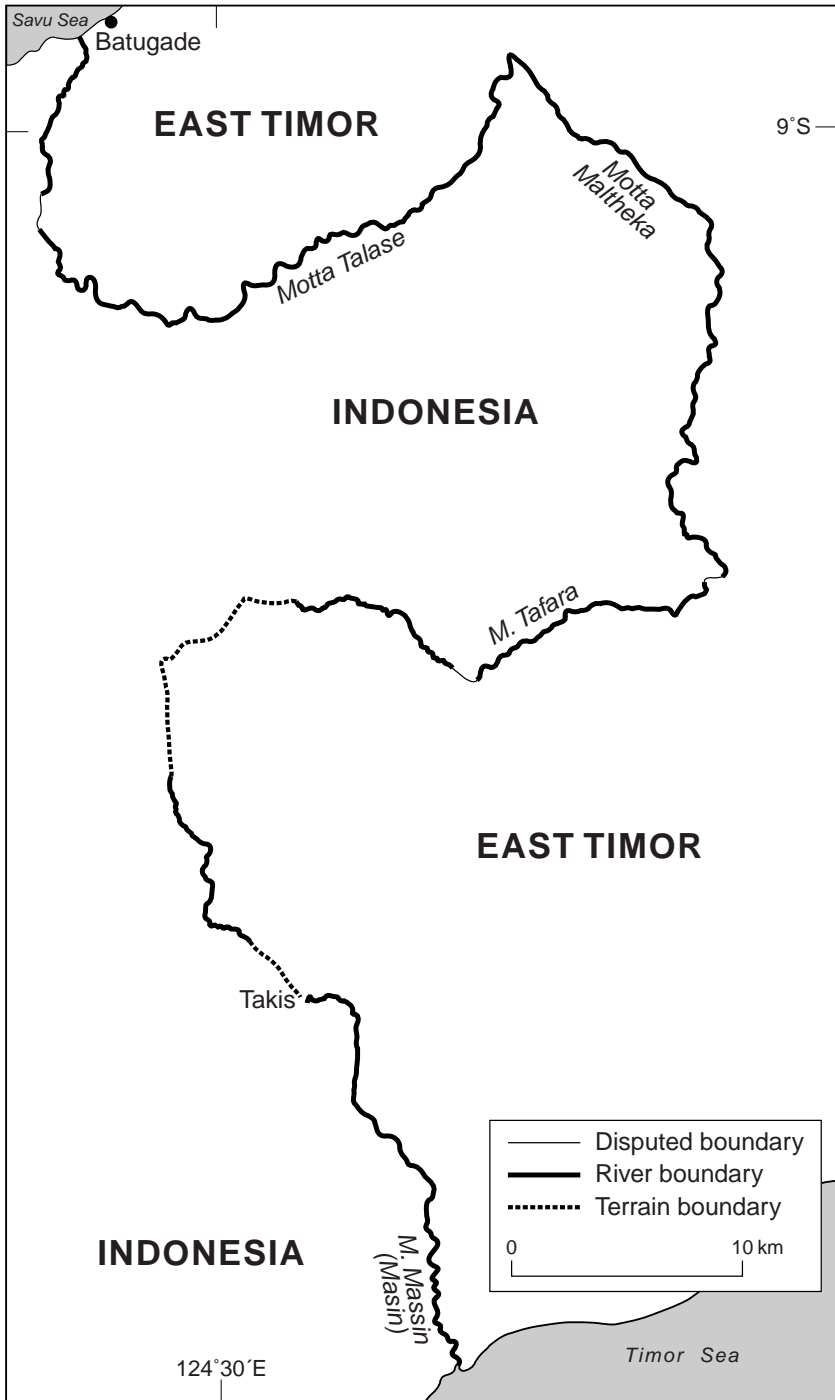 Savu Sea
Batugade
EAST TIMOR
9˚S
Motta
Maltheka
Motta Talase
INDONESIA
M. Tafara
EAST TIMOR
Takis
Disputed boundary
River boundary
Terrain boundary
0 10 km
INDONESIA
M. Massin
(Masin)
Timor Sea
124˚30´E